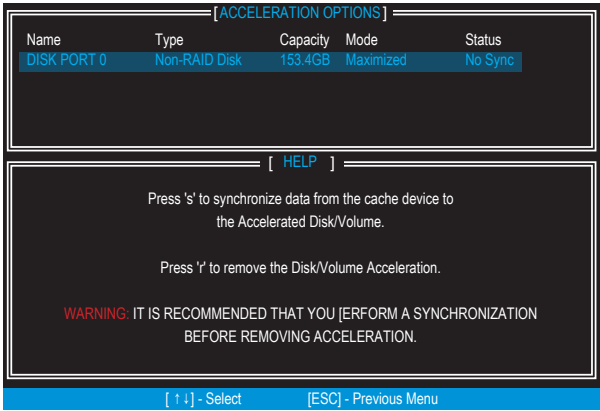 [ ACCELERATION OPTIONS ]
Name Type Capacity Mode Status
DISK PORT 0 Non-RAID Disk 153.4GB Maximized No Sync
[ HELP ]
Press 's' to synchronize data from the cache device to
the Accelerated Disk/Volume.
Press 'r' to remove the Disk/Volume Acceleration.
WARNING: IT IS RECOMMENDED THAT YOU [ERFORM A SYNCHRONIZATION
BEFORE REMOVING ACCELERATION.
[ ↑↓] - Select [ESC] - Previous Menu